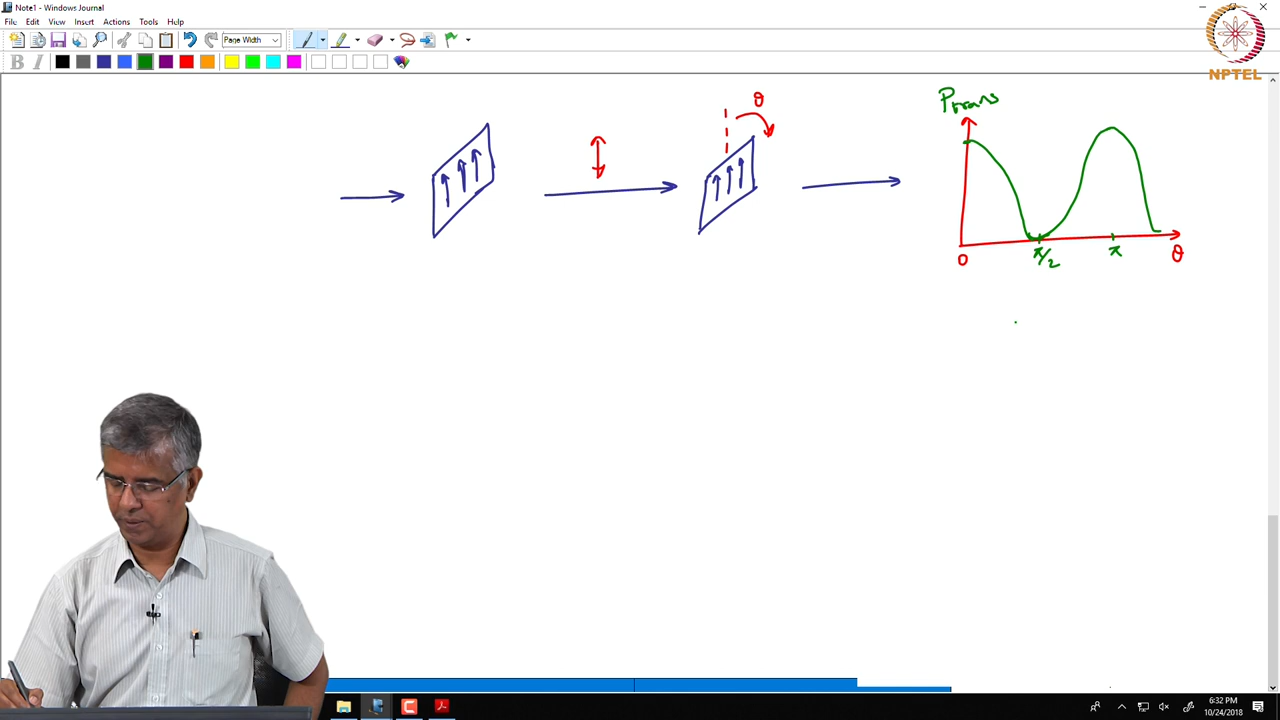 Note1 - Windows Journal
File Edit View Insert Actions Tools Help
Page Width
B I
NPTEL
θ
Ptrans
0
π/2
π
θ
6:32 PM
10/24/2018